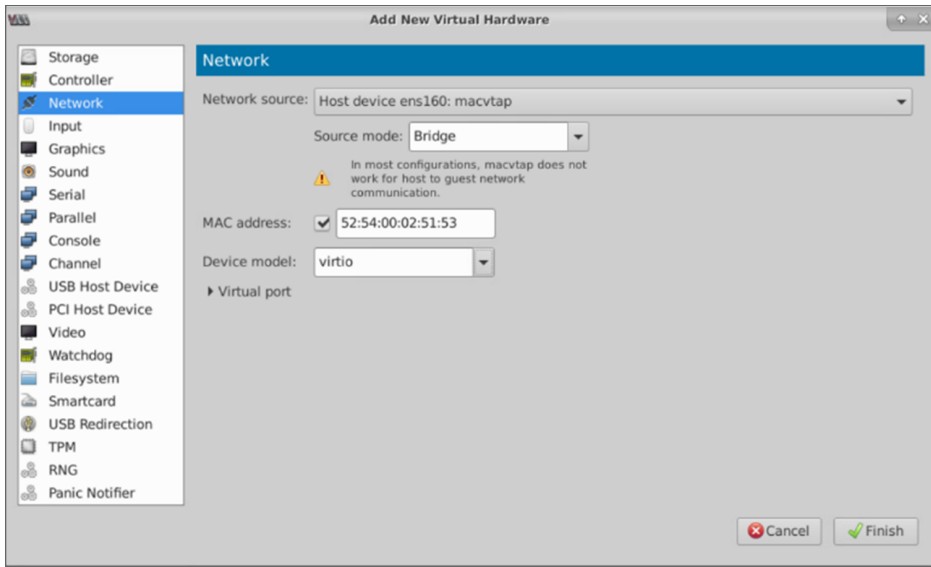 Add New Virtual Hardware
Storage
Controller
Network
Input
Graphics
Sound
Serial
Parallel
Console
Channel
USB Host Device
PCI Host Device
Video
Watchdog
Filesystem
Smartcard
USB Redirection
TPM
RNG
Panic Notifier
Network
Network source: Host device ens160: macvtap
Source mode: Bridge
In most configurations, macvtap does not
work for host to guest network
communication.
MAC address: 52:54:00:02:51:53
Device model: virtio
Virtual port
Cancel Finish